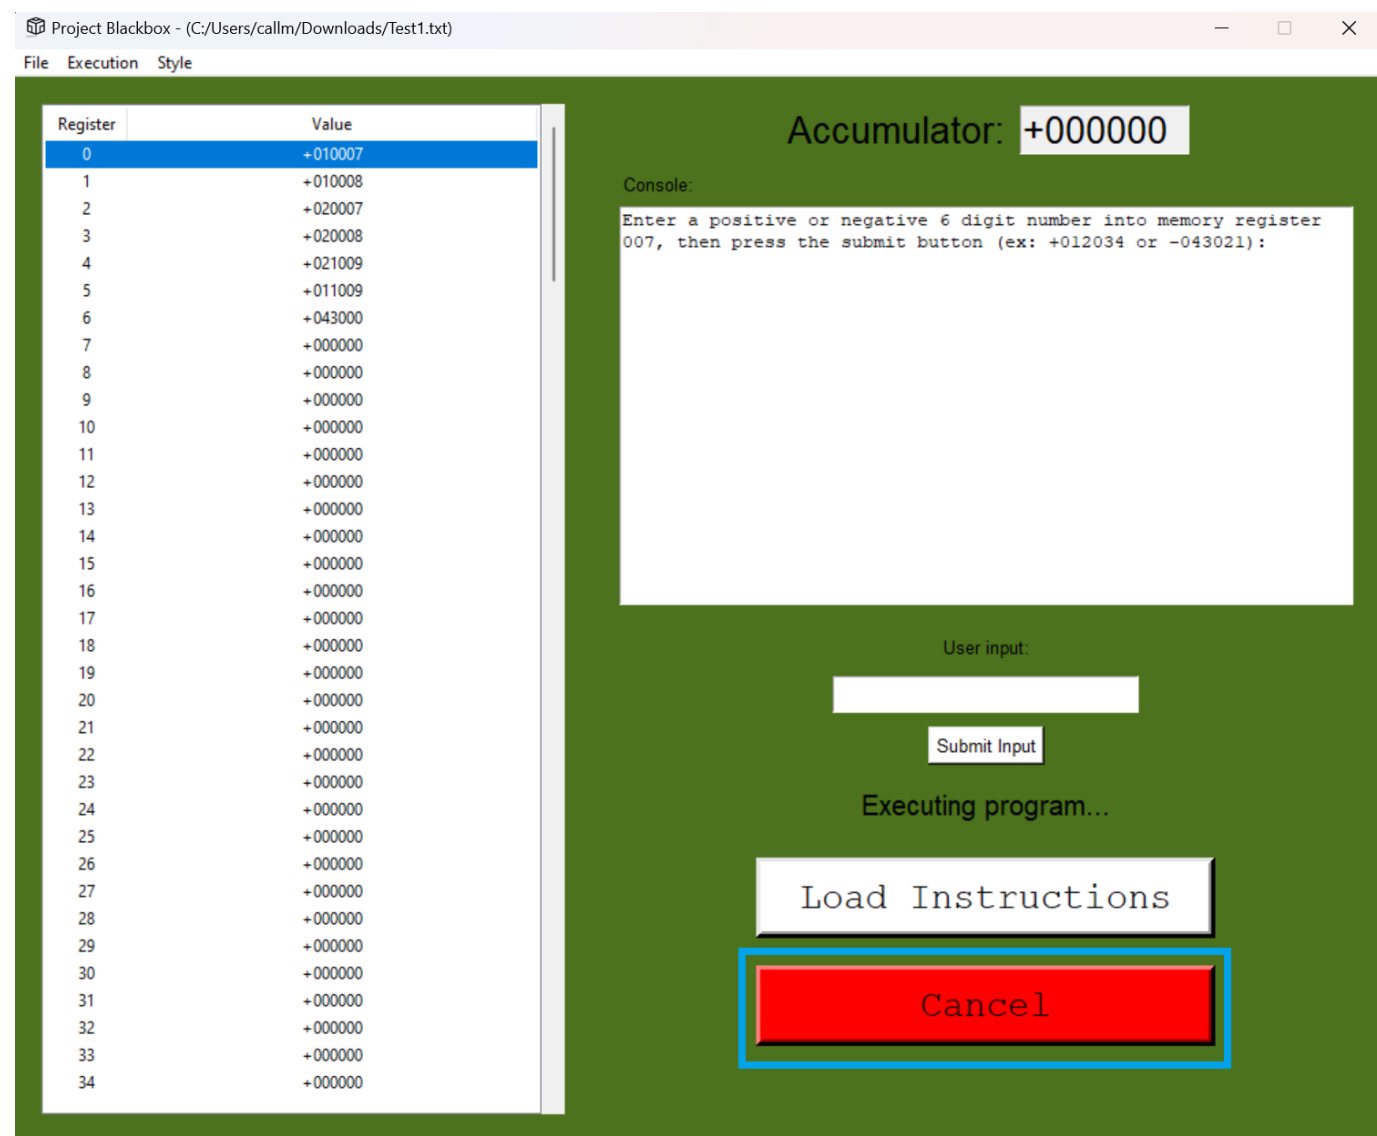 Project Blackbox - (C:/Users/callm/Downloads/Test1.txt)
File Execution Style
Register Value
0 +010007
1 +010008
2 +020007
3 +020008
4 +021009
5 +011009
6 +043000
7 +000000
8 +000000
9 +000000
10 +000000
11 +000000
12 +000000
13 +000000
14 +000000
15 +000000
16 +000000
17 +000000
18 +000000
19 +000000
20 +000000
21 +000000
22 +000000
23 +000000
24 +000000
25 +000000
26 +000000
27 +000000
28 +000000
29 +000000
30 +000000
31 +000000
32 +000000
33 +000000
34 +000000
Accumulator: +000000
Console:
Enter a positive or negative 6 digit number into memory register
007, then press the submit button (ex: +012034 or -043021):
User input:
Submit Input
Executing program...
Load Instructions
Cancel